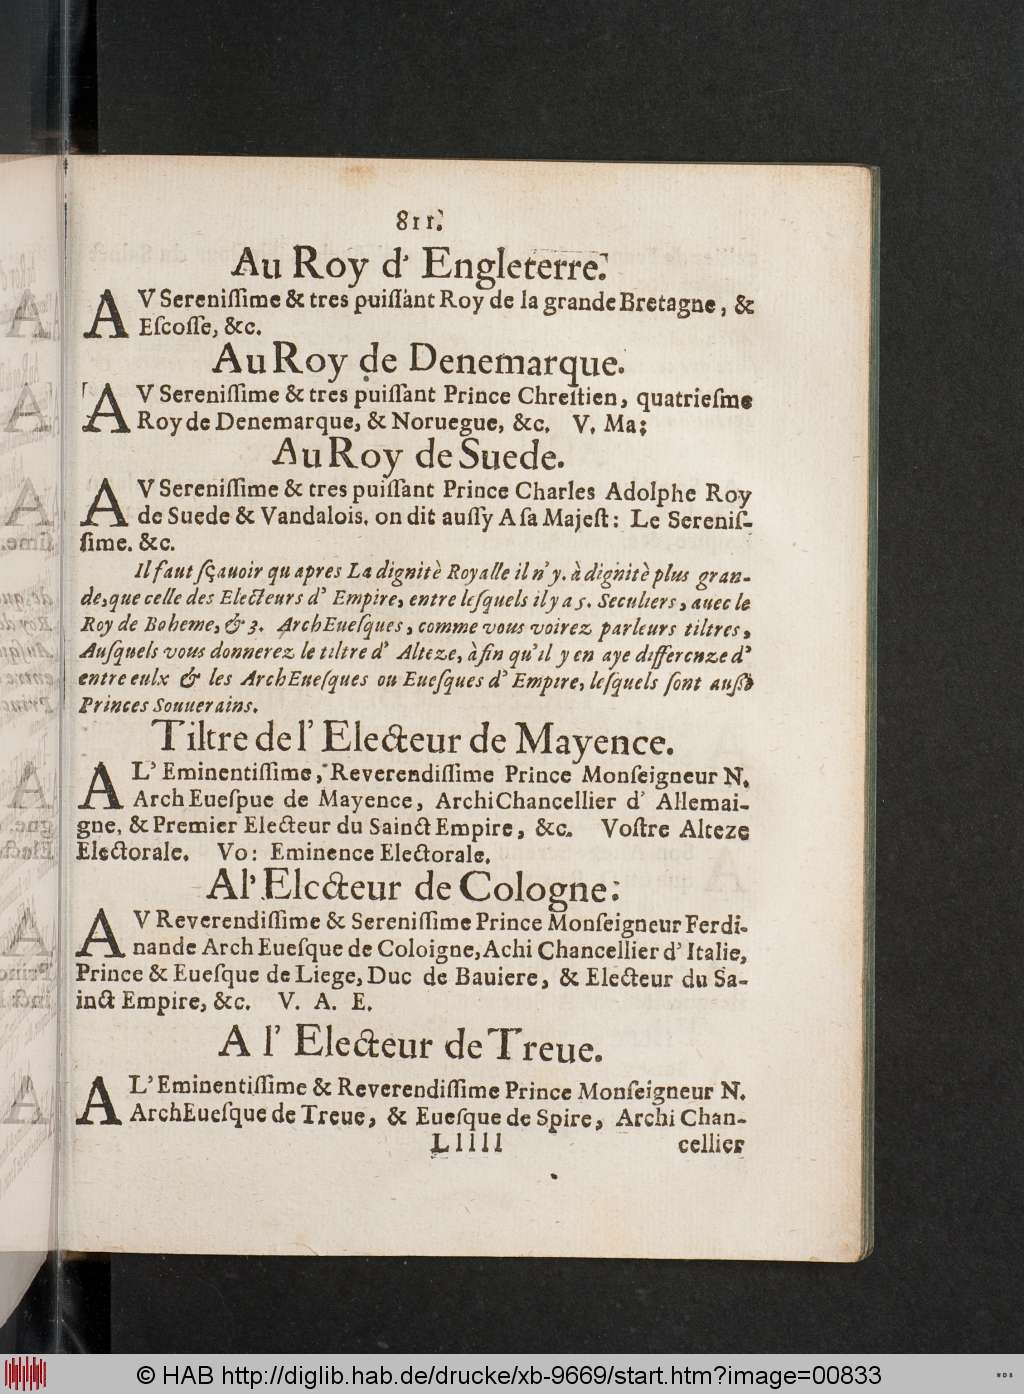 811.
Au Roy d' Engleterre.
AV Sereniſſime & tres puiſſant Roy de la grande Bretagne, &
Eſcoſſe, &c.
Au Roy de Denemarque.
AV Sereniſſime & tres puiſſant Prince Chreſtien, quatrieſme
Roy de Denemarque, & Noruegue, &c. V. Ma:
Au Roy de Suede.
AV Sereniſſime & tres puiſſant Prince Charles Adolphe Roy
de Suede & Vandalois. on dit auſſy A ſa Majeſt: Le Sereniſ-
ſime. &c.
Il faut ſçauoir qu apres La dignitè Royalle il n'y. à dignitè plus gran-
de, que celle des Electeurs d' Empire, entre leſquels il y a 5. Seculiers, auec le
Roy de Boheme, & 3. ArchEueſques, comme vous voirez parleurs tiltres,
Auſquels vous donnerez le tiltre d' Alteze, àfin qu'il y en aye differenze d'
entre eulx & les ArchEueſques ou Eueſques d' Empire, leſquels ſont außo
Princes Souuerains.
Tiltre de l' Electeur de Mayence.
AL' Eminentiſſime, Reverendiſſime Prince Monſeigneur N.
Arch Eueſpue de Mayence, ArchiChancellier d' Allemai-
gne, & Premier Electeur du Sainct Empire, &c. Voſtre Alteze
Electorale. Vo: Eminence Electorale.
Al' Electeur de Cologne:
AV Reverendiſſime & Sereniſſime Prince Monſeigneur Ferdi-
nande Arch Eueſque de Coloigne, Achi Chancellier d' Italie,
Prince & Eueſque de Liege, Duc de Bauiere, & Electeur du Sa-
inct Empire, &c. V. A. E.
A l' Electeur de Treue.
AL' Eminentiſſime & Reverendiſſime Prince Monſeigneur N.
ArchEueſque de Treue, & Eueſque de Spire, Archi Chan-
Lllll cellier
© HAB http://diglib.hab.de/drucke/xb-9669/start.htm?image=00833